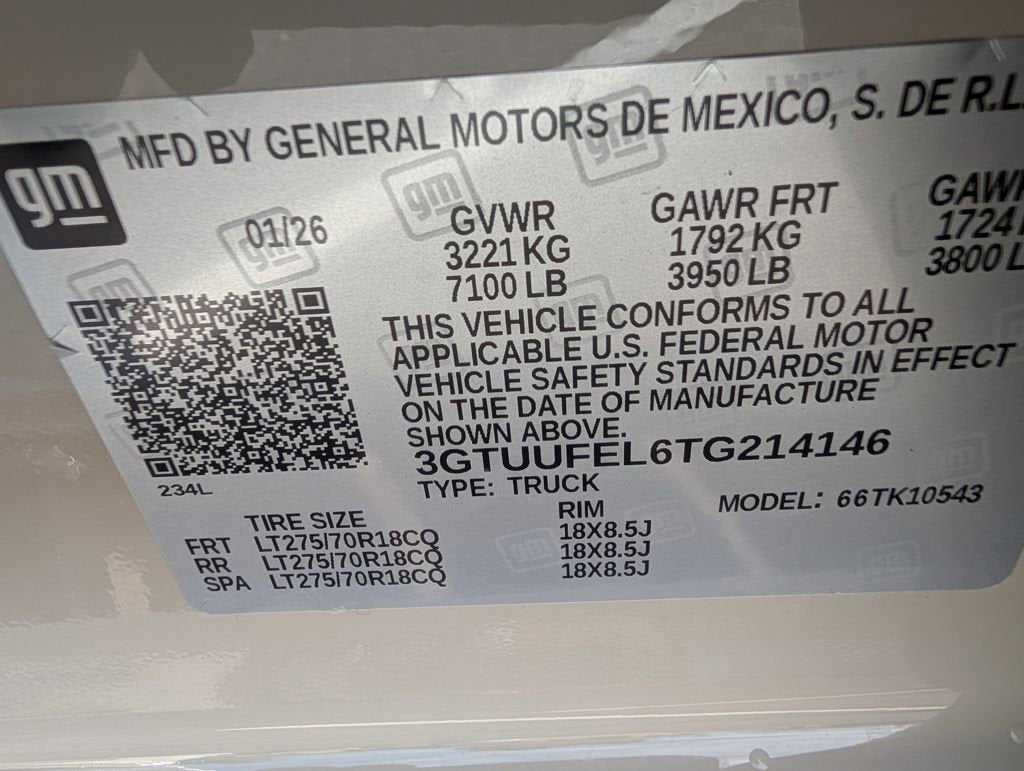 MFD BY GENERAL MOTORS DE MEXICO, S. DE R.L.
gm
01/26
GVWR
3221 KG
7100 LB
GAWR FRT
1792 KG
3950 LB
GAWR
1724
3800 L
THIS VEHICLE CONFORMS TO ALL
APPLICABLE U.S. FEDERAL MOTOR
VEHICLE SAFETY STANDARDS IN EFFECT
ON THE DATE OF MANUFACTURE
SHOWN ABOVE.
3GTUUFEL6TG214146
TYPE: TRUCK
MODEL: 66TK10543
234L
TIRE SIZE RIM
FRT LT275/70R18CQ 18X8.5J
RR LT275/70R18CQ 18X8.5J
SPA LT275/70R18CQ 18X8.5J